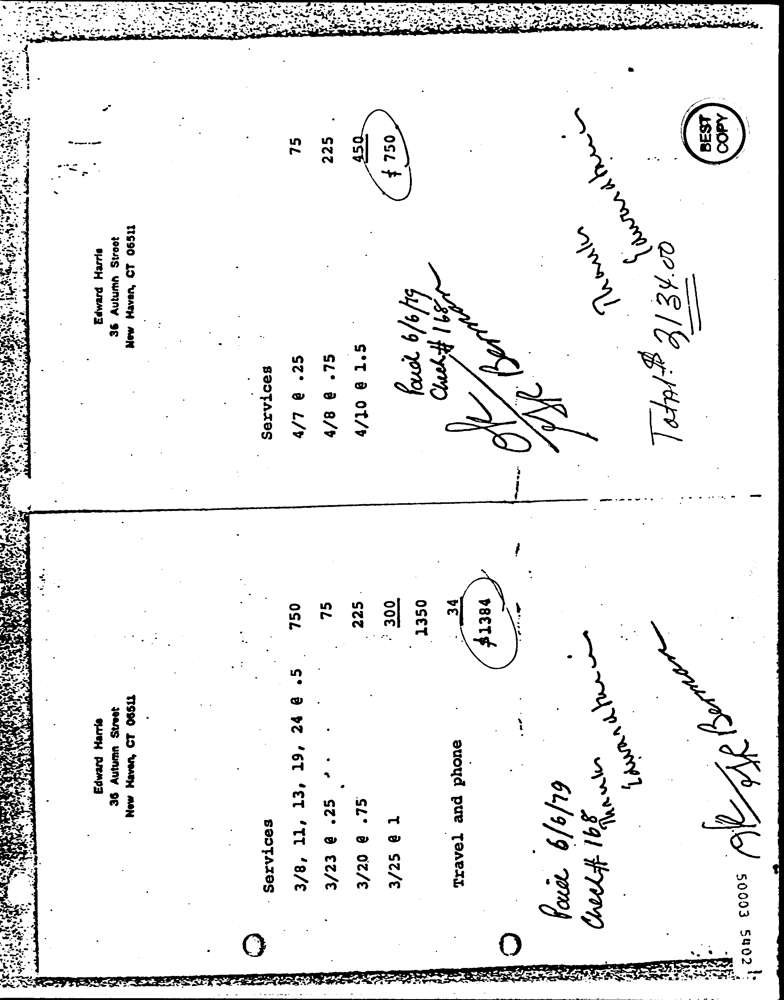 Edward Harris
36 Autumn Street
New Haven, CT 06511
Services
3/8, 11, 13, 19, 24 @ .5 750
3/23 @ .25 75
3/20 @ .75 225
3/25 @ 1 300
1350
Travel and phone 34
$1384
Paid 6/6/79
Check # 168
Thanks
Edward Harris
OK/ SK Berman
50003 5402
Edward Harris
36 Autumn Street
New Haven, CT 06511
Services
4/7 @ .25 75
4/8 @ .75 225
4/10 @ 1.5 450
$ 750
Paid 6/6/79
Check # 168
OK/ SK Berman
Thanks
Edward Harris
Total: $ 2134.00
BEST
COPY